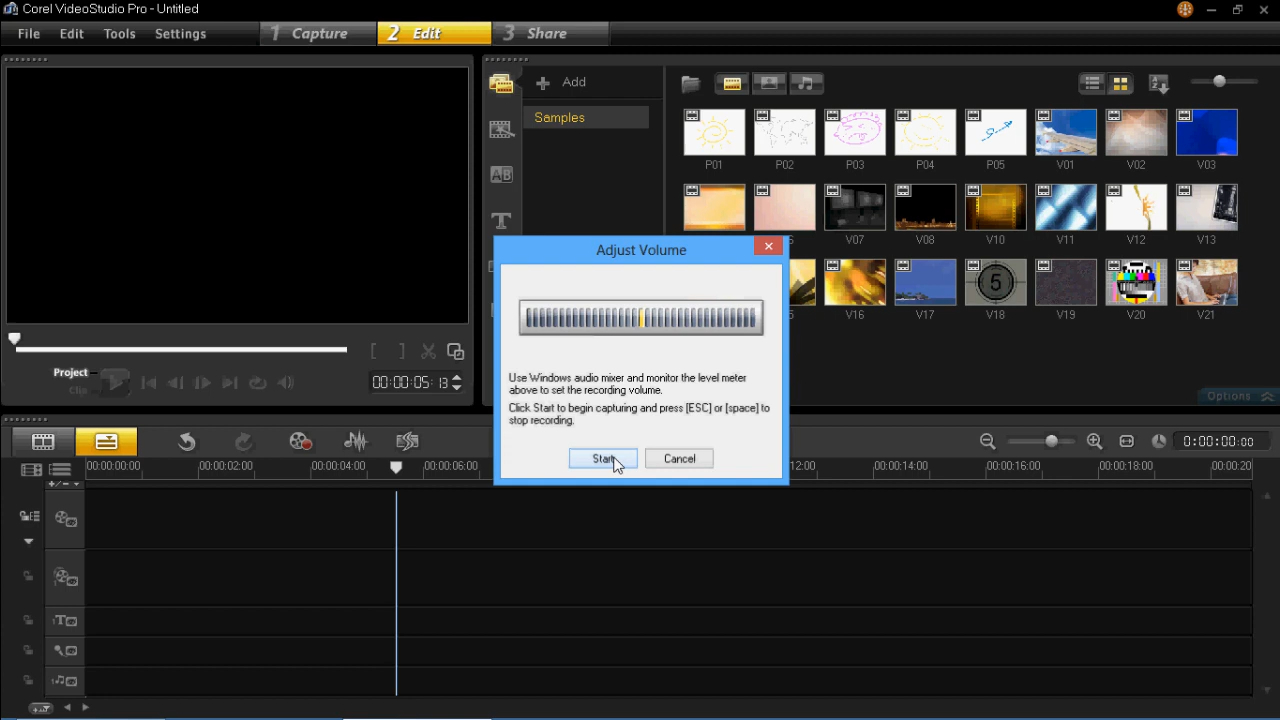 Corel VideoStudio Pro - Untitled
File Edit Tools Settings 1 Capture 2 Edit 3 Share
Add
Samples
P01 P02 P03 P04 P05 V01 V02 V03
V07 V08 V10 V11 V12 V13
5
V16 V17 V18 V19 V20 V21
Adjust Volume
Use Windows audio mixer and monitor the level meter
above to set the recording volume.
Click Start to begin capturing and press [ESC] or [space] to
stop recording.
Start Cancel
Project
Clip
00:00:05:13
Options
0:00:00:00
00:00:00:00 00:00:02:00 00:00:04:00 00:00:06:00 12:00 00:00:14:00 00:00:16:00 00:00:18:00 00:00:20